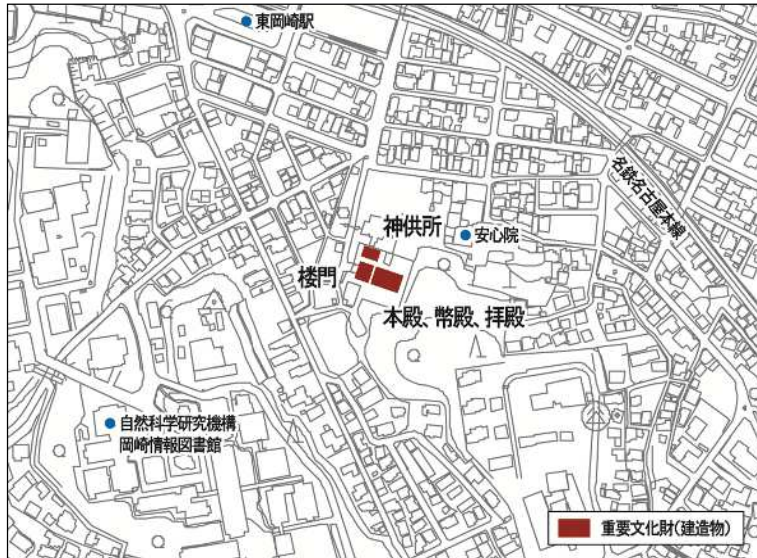 東岡崎駅
名鉄名古屋本線
神供所
安心院
楼門
本殿、幣殿、拝殿
自然科学研究機構
岡崎情報図書館
重要文化財(建造物)